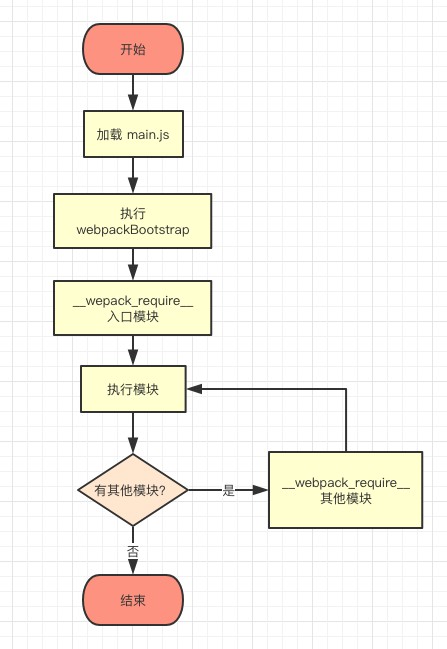 开始
加载 main.js
执行
webpackBootstrap
__wepack_require__
入口模块
执行模块
有其他模块?
是
__webpack_require__
其他模块
否
结束